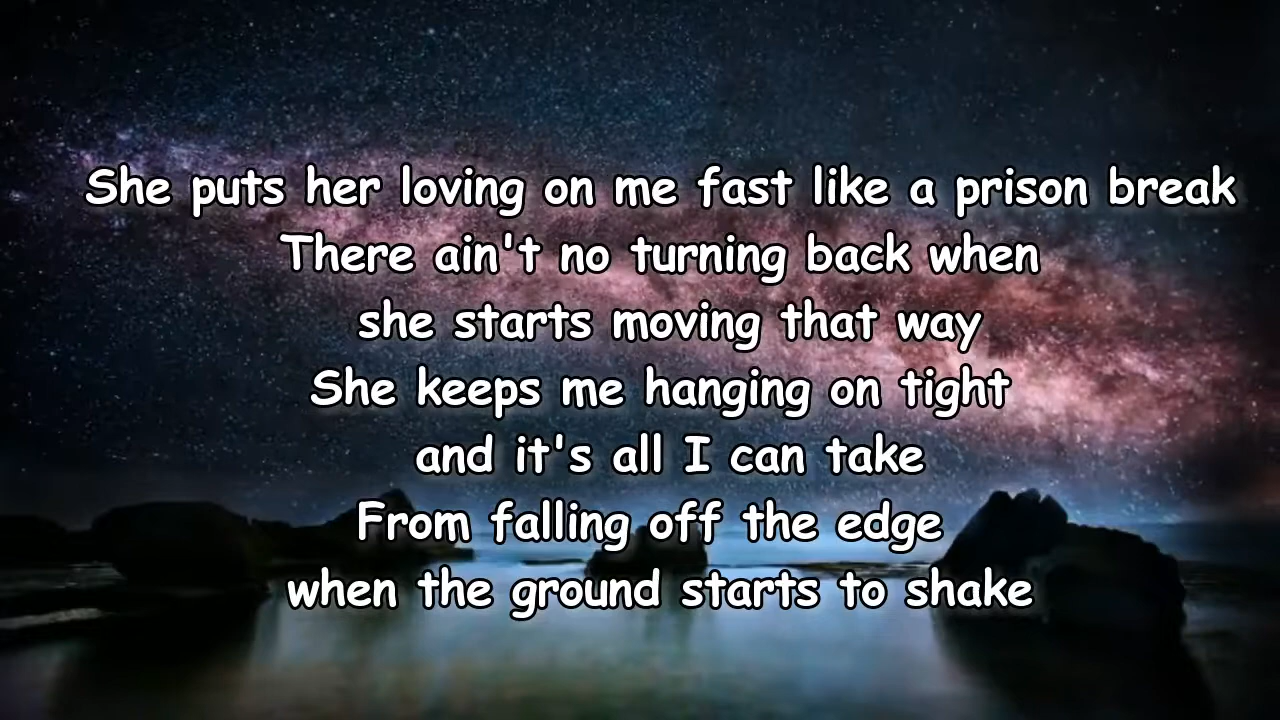 She puts her loving on me fast like a prison break
There ain't no turning back when
she starts moving that way
She keeps me hanging on tight
and it's all I can take
From falling off the edge
when the ground starts to shake